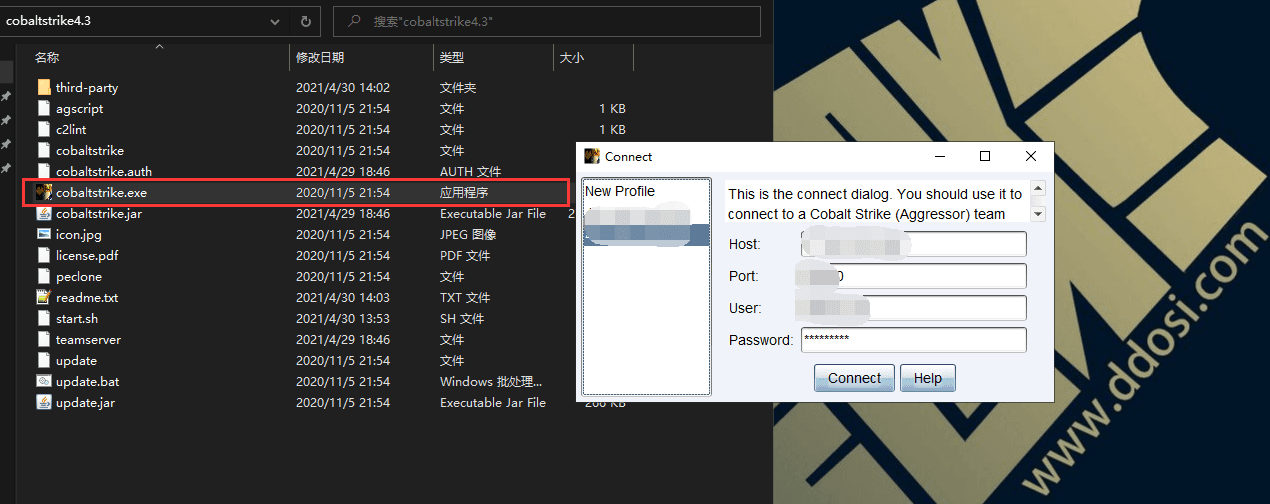 cobaltstrike4.3
搜索"cobaltstrike4.3"
名称 修改日期 类型 大小
third-party 2021/4/30 14:02 文件夹
agscript 2020/11/5 21:54 文件 1 KB
c2lint 2020/11/5 21:54 文件 1 KB
cobaltstrike 2020/11/5 21:54 文件
cobaltstrike.auth 2021/4/29 18:46 AUTH 文件
cobaltstrike.exe 2020/11/5 21:54 应用程序
cobaltstrike.jar 2021/4/29 18:46 Executable Jar File 2
icon.jpg 2020/11/5 21:54 JPEG 图像
license.pdf 2020/11/5 21:54 PDF 文件
peclone 2020/11/5 21:54 文件
readme.txt 2021/4/30 14:03 TXT 文件
start.sh 2021/4/30 13:53 SH 文件
teamserver 2021/4/29 18:46 文件
update 2020/11/5 21:54 文件
update.bat 2020/11/5 21:54 Windows 批处理...
update.jar 2020/11/5 21:54 Executable Jar File 266 KB
Connect
New Profile
This is the connect dialog. You should use it to
connect to a Cobalt Strike (Aggressor) team
Host:
Port: 0
User:
Password: *********
Connect Help
www.ddosi.com